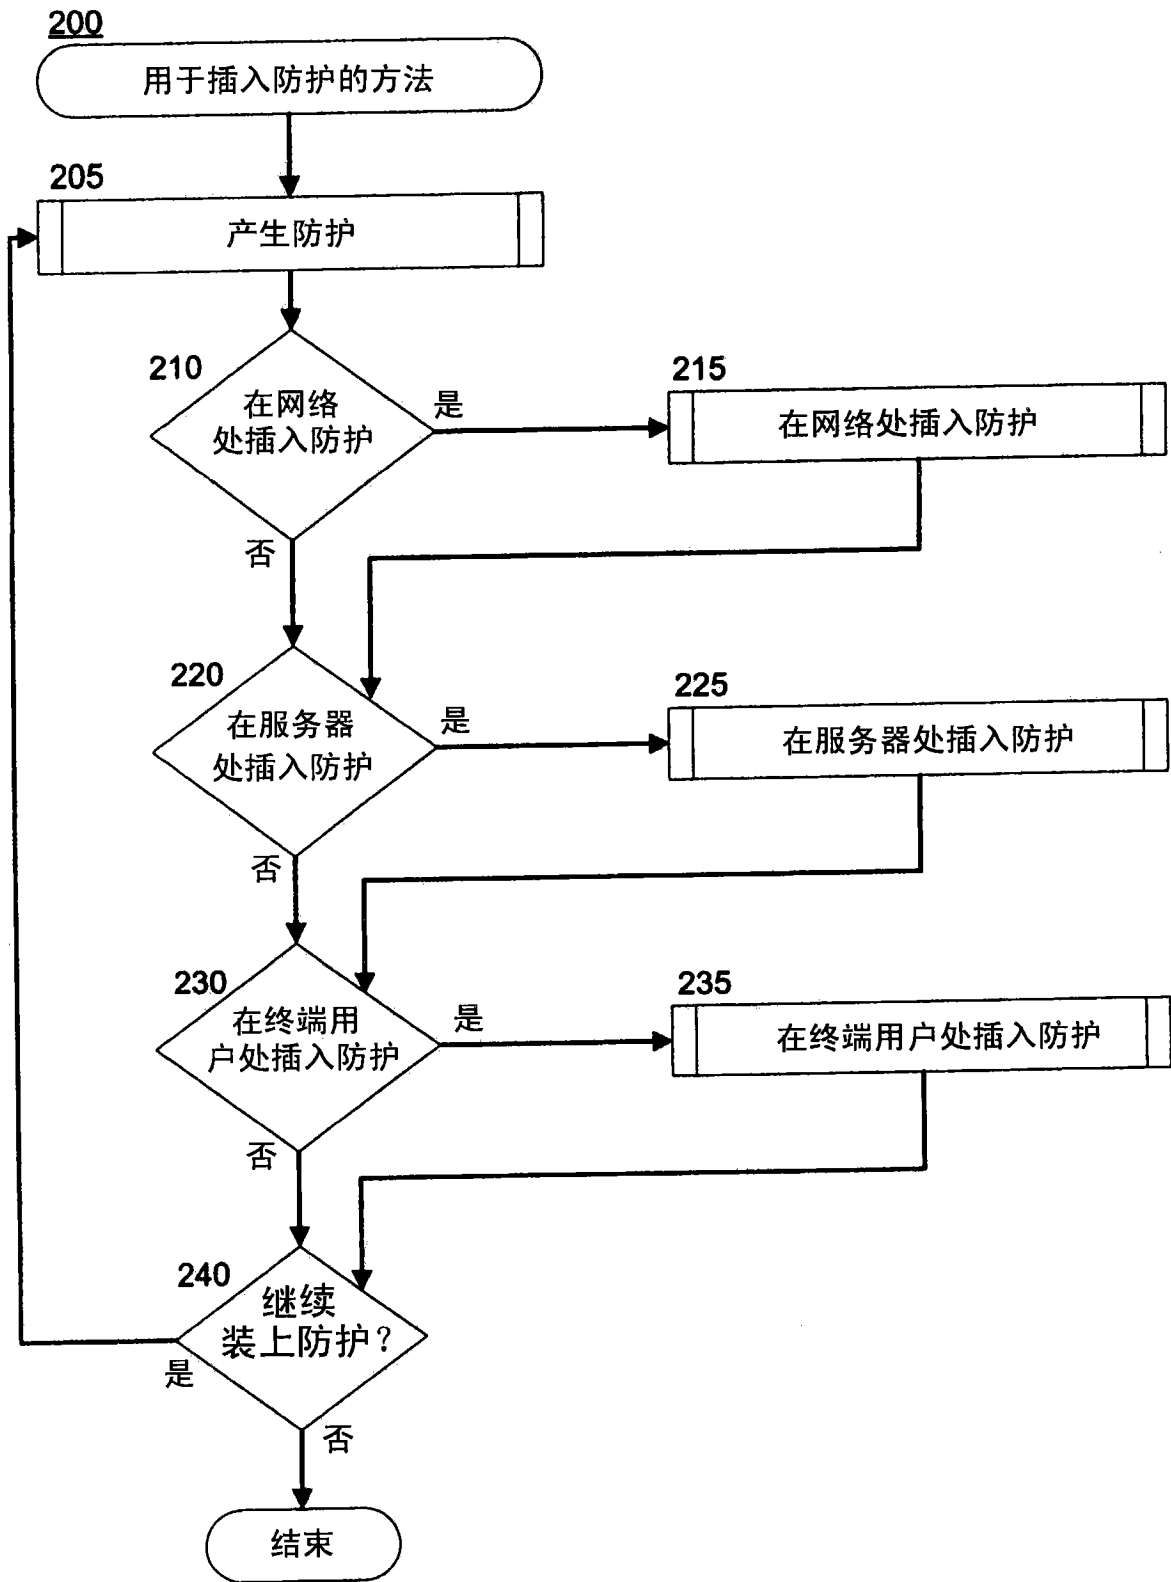 200
用于插入防护的方法
205
产生防护
210
在网络
处插入防护
是
215
在网络处插入防护
否
220
在服务器
处插入防护
是
225
在服务器处插入防护
否
230
在终端用
户处插入防护
是
235
在终端用户处插入防护
否
240
继续
装上防护?
是
否
结束